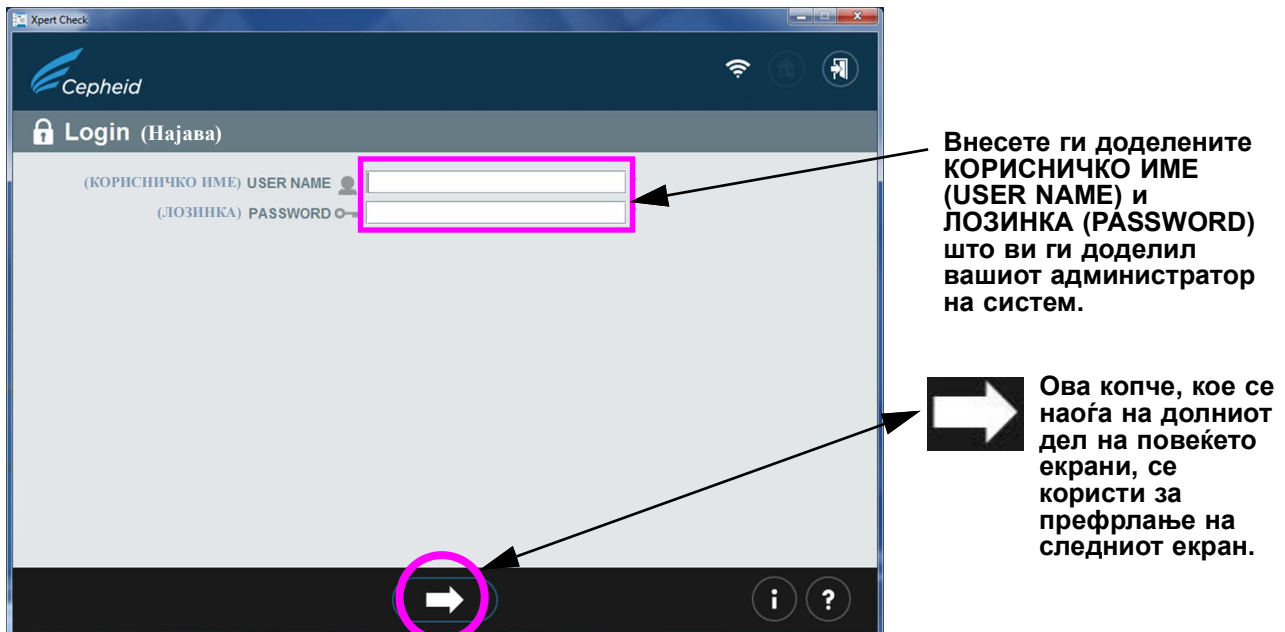 Xpert Check
Cepheid
Login (Најава)
(КОРИСНИЧКО ИМЕ) USER NAME
(ЛОЗИНКА) PASSWORD
Внесете ги доделените
КОРИСНИЧКО ИМЕ
(USER NAME) и
ЛОЗИНКА (PASSWORD)
што ви ги доделил
вашиот администратор
на систем.
Ова копче, кое се
наоѓа на долниот
дел на повеќето
екрани, се
користи за
префрлање на
следниот екран.
i ?